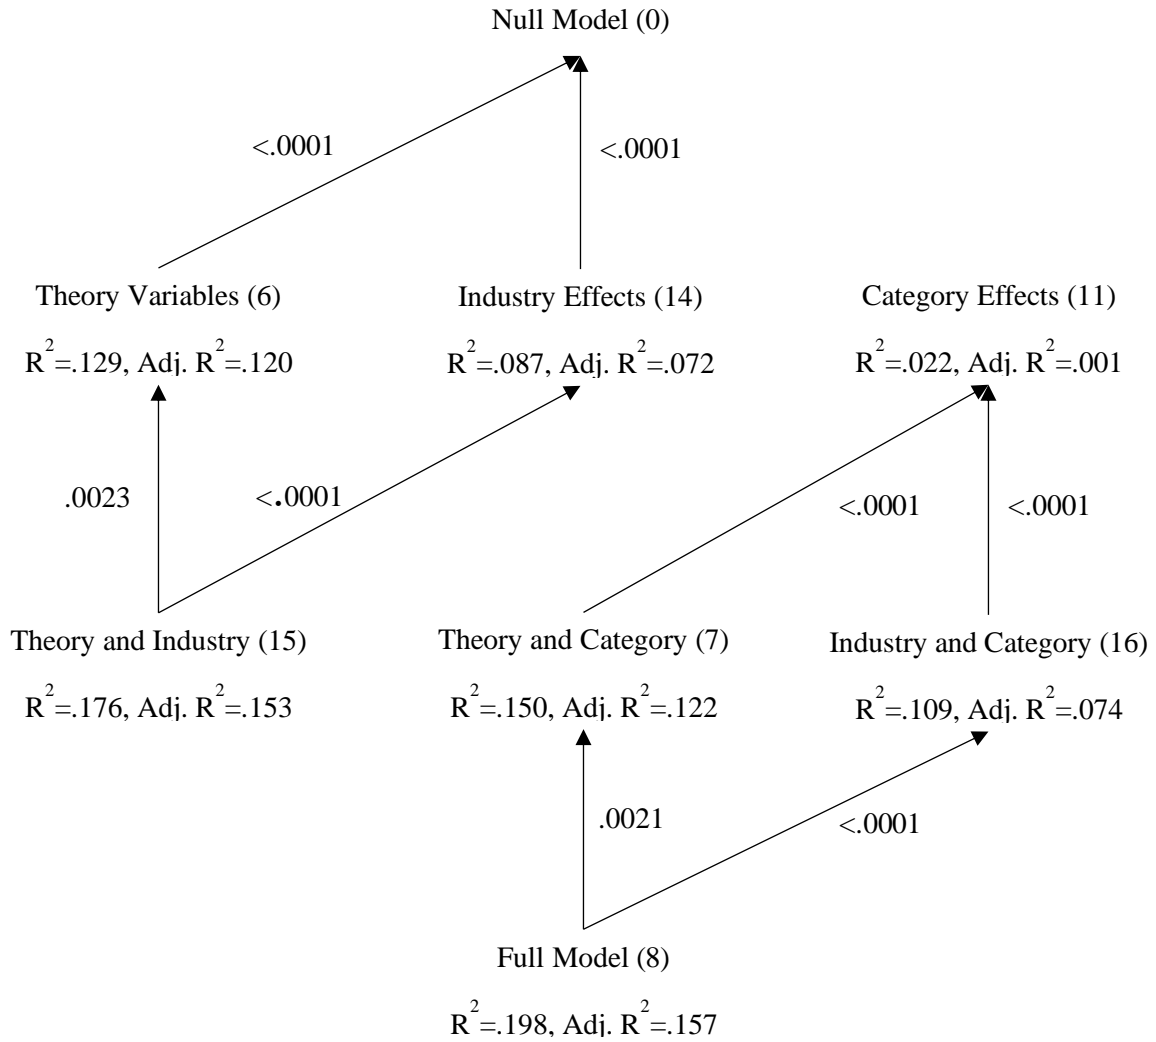 Null Model (0)
<.0001
<.0001
Theory Variables (6)
Industry Effects (14)
Category Effects (11)
R²=.129, Adj. R²=.120
R²=.087, Adj. R²=.072
R²=.022, Adj. R²=.001
.0023
<.0001
<.0001
<.0001
Theory and Industry (15)
Theory and Category (7)
Industry and Category (16)
R²=.176, Adj. R²=.153
R²=.150, Adj. R²=.122
R²=.109, Adj. R²=.074
.0021
<.0001
Full Model (8)
R²=.198, Adj. R²=.157